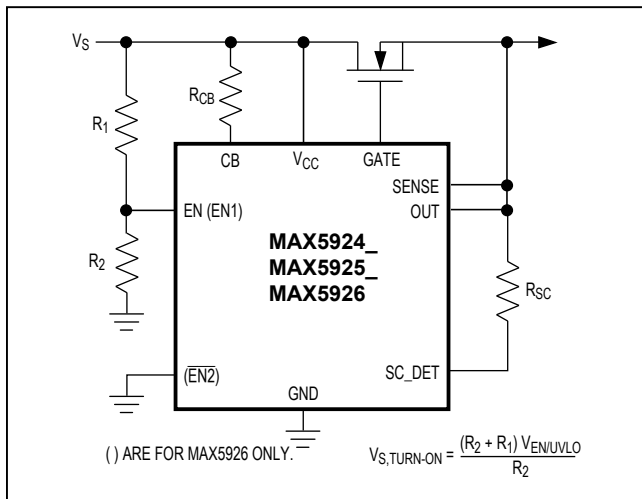 V_S
R_CB
R_1
CB
V_CC
GATE
SENSE
EN (EN1)
OUT
MAX5924_
MAX5925_
MAX5926
R_2
R_SC
(E̅N̅2̅)
SC_DET
GND
( ) ARE FOR MAX5926 ONLY.
V_S,TURN-ON = (R_2 + R_1) V_EN/UVLO / R_2